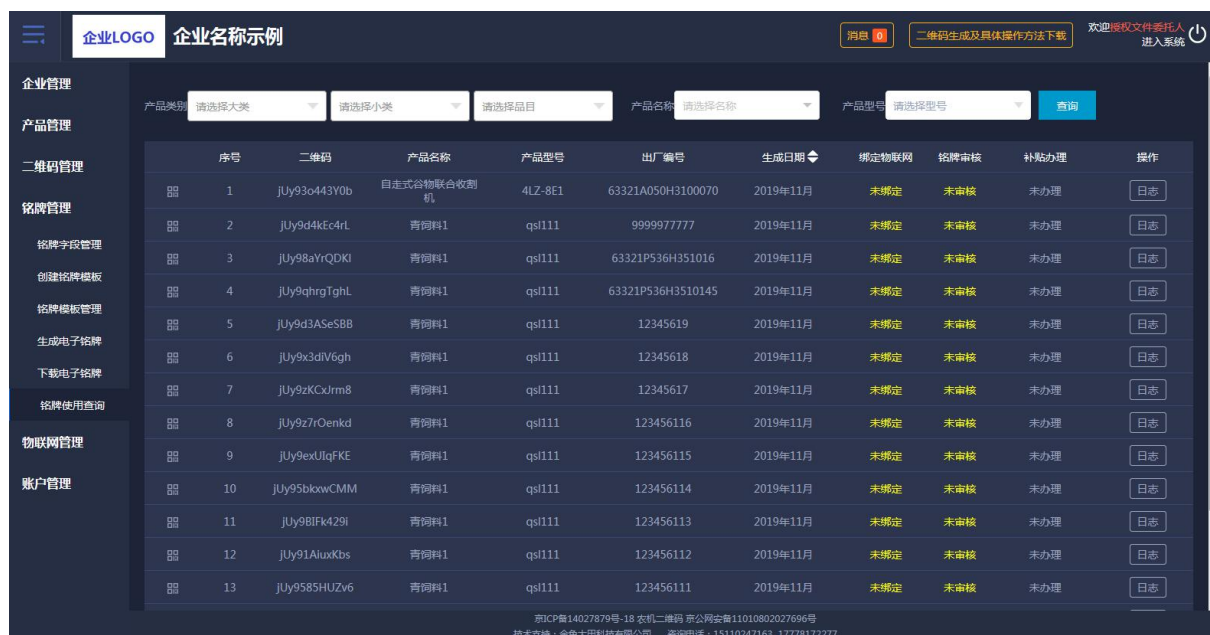 企业LOGO 企业名称示例 消息 0 二维码生成及具体操作方法下载 欢迎授权文件委托人
进入系统
企业管理
产品管理
二维码管理
铭牌管理
铭牌字段管理
创建铭牌模板
铭牌模板管理
生成电子铭牌
下载电子铭牌
铭牌使用查询
物联网管理
账户管理
产品类别 请选择大类 请选择小类 请选择品目 产品名称 请选择名称 产品型号 请选择型号 查询
序号 二维码 产品名称 产品型号 出厂编号 生成日期 绑定物联网 铭牌审核 补贴办理 操作
1 jUy93o443Y0b 自走式谷物联合收割机 4LZ-8E1 63321A050H3100070 2019年11月 未绑定 未审核 未办理 日志
2 jUy9d4kEc4rL 青饲料1 qsl111 9999977777 2019年11月 未绑定 未审核 未办理 日志
3 jUy98aYrQDKl 青饲料1 qsl111 63321P536H351016 2019年11月 未绑定 未审核 未办理 日志
4 jUy9qhrgTghL 青饲料1 qsl111 63321P536H3510145 2019年11月 未绑定 未审核 未办理 日志
5 jUy9d3ASeSBB 青饲料1 qsl111 12345619 2019年11月 未绑定 未审核 未办理 日志
6 jUy9x3diV6gh 青饲料1 qsl111 12345618 2019年11月 未绑定 未审核 未办理 日志
7 jUy9zKCxJrm8 青饲料1 qsl111 12345617 2019年11月 未绑定 未审核 未办理 日志
8 jUy9z7rOenkd 青饲料1 qsl111 123456116 2019年11月 未绑定 未审核 未办理 日志
9 jUy9exUIqFKE 青饲料1 qsl111 123456115 2019年11月 未绑定 未审核 未办理 日志
10 jUy95bkxwCMM 青饲料1 qsl111 123456114 2019年11月 未绑定 未审核 未办理 日志
11 jUy9BIFk429i 青饲料1 qsl111 123456113 2019年11月 未绑定 未审核 未办理 日志
12 jUy91AiuxKbs 青饲料1 qsl111 123456112 2019年11月 未绑定 未审核 未办理 日志
13 jUy9585HUZv6 青饲料1 qsl111 123456111 2019年11月 未绑定 未审核 未办理 日志
京ICP备14027879号-18 农机二维码 京公网安备11010802027696号
技术支持：金色大田科技有限公司 咨询电话：15110247163 17778172277